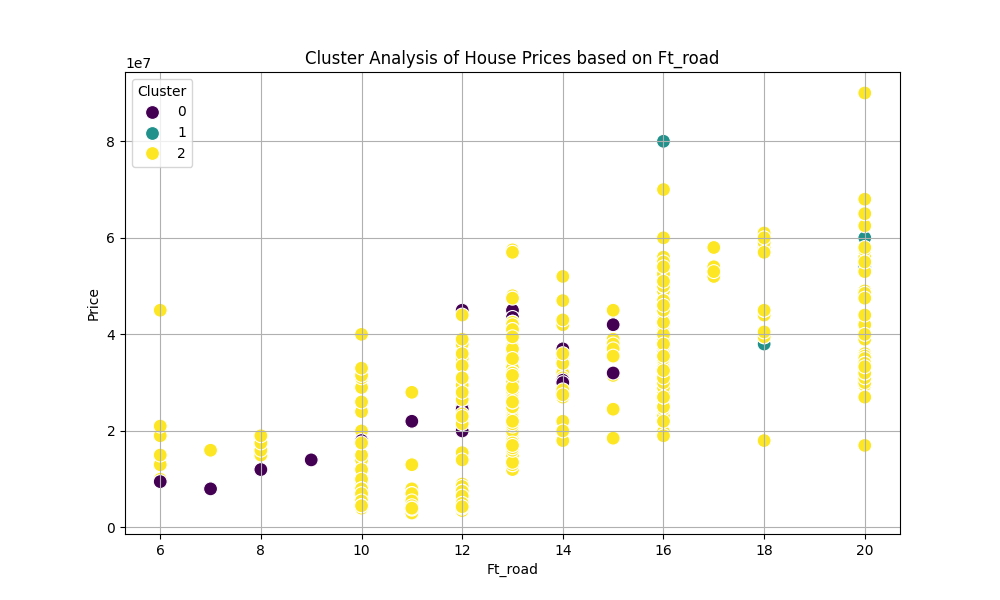 Cluster Analysis of House Prices based on Ft_road
1e7
Cluster
0
1
2
8
6
4
2
0
Price
6 8 10 12 14 16 18 20
Ft_road